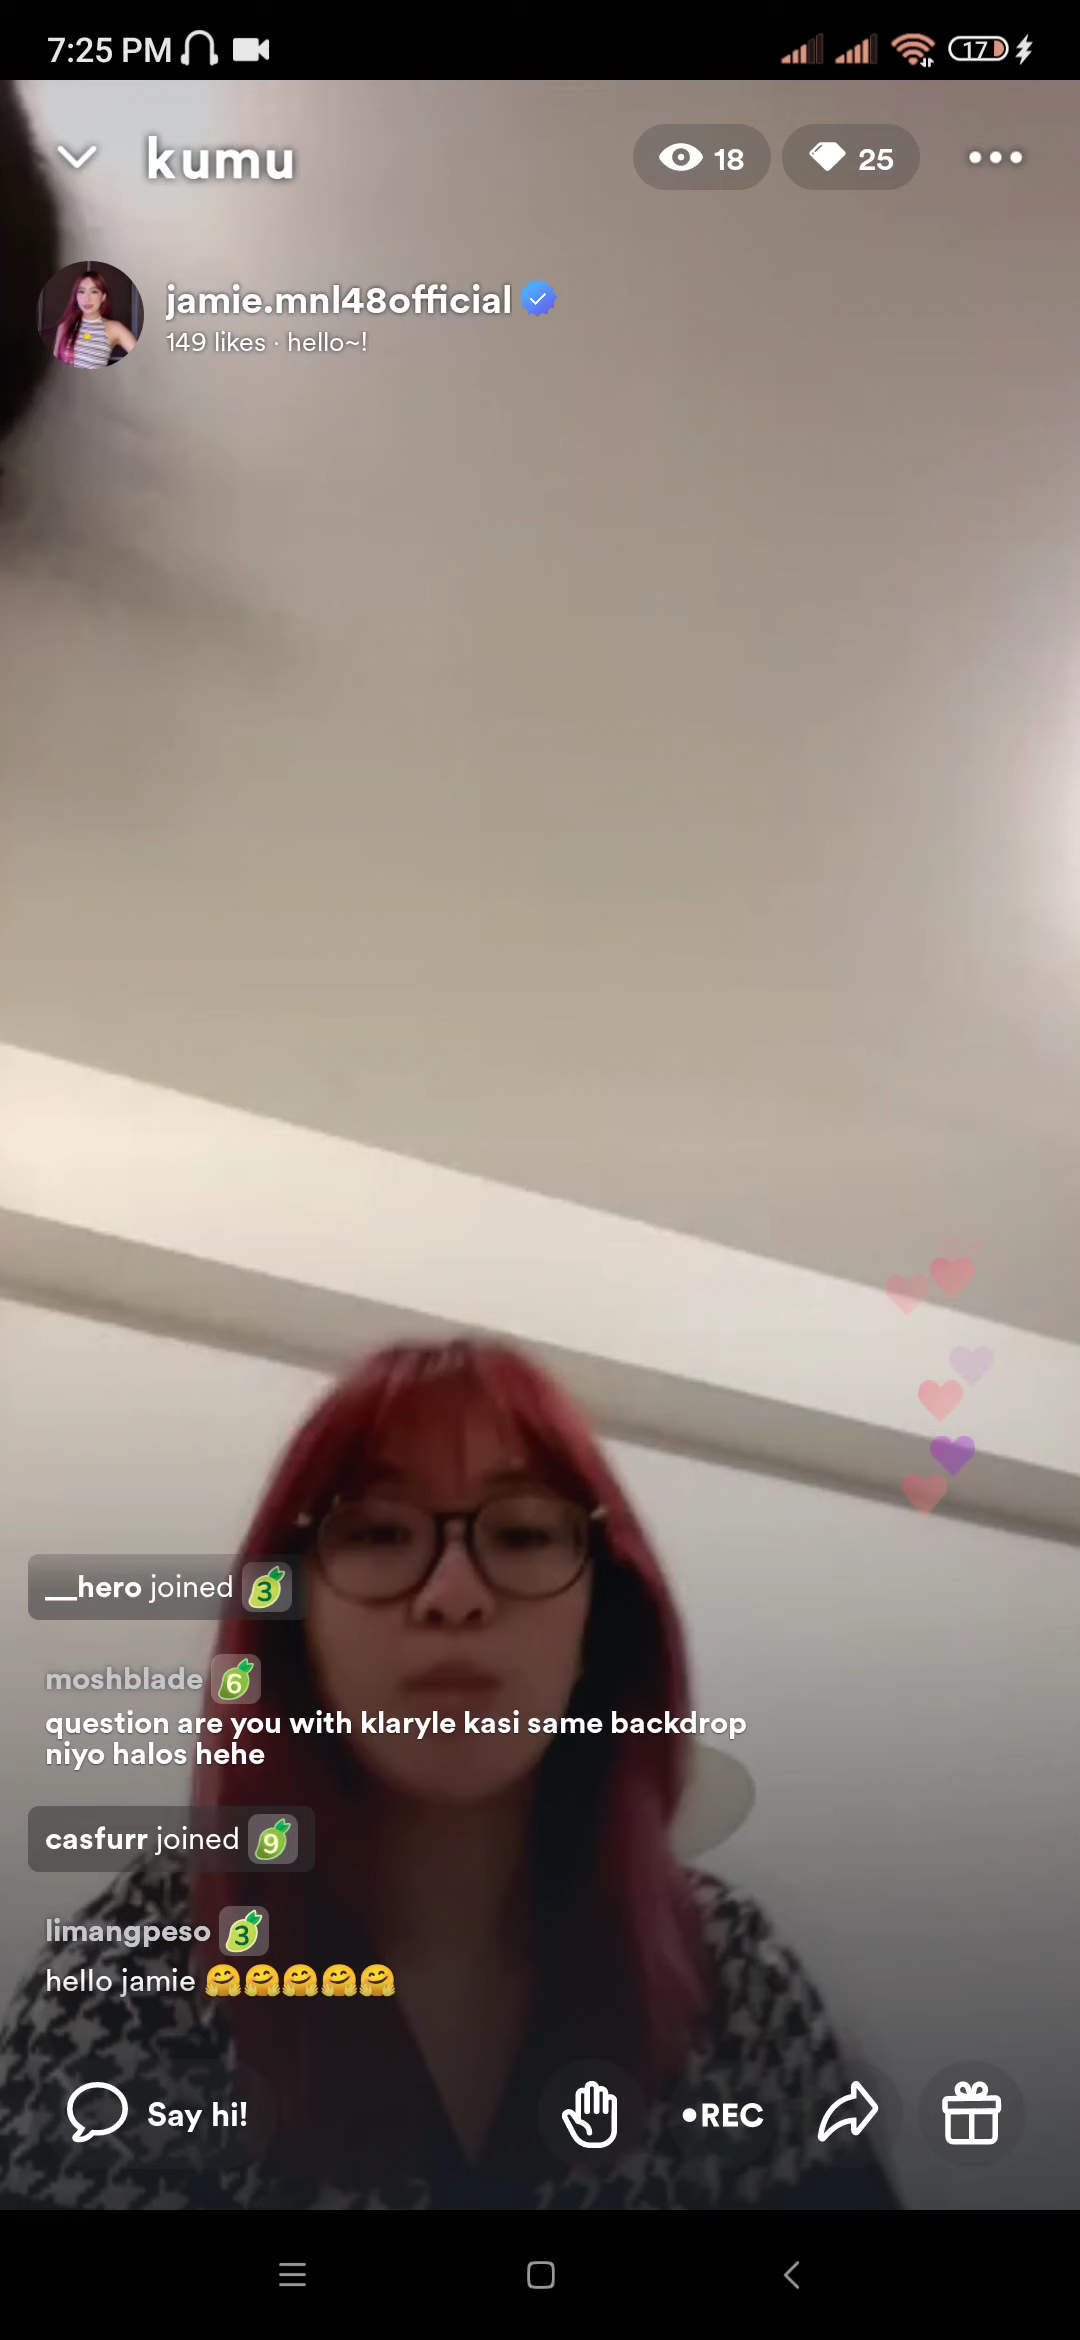 7:25 PM
17
kumu
18
25
jamie.mnl48official
149 likes · hello~!
__hero joined 3
moshblade 6
question are you with klaryle kasi same backdrop
niyo halos hehe
casfurr joined 9
limangpeso 3
hello jamie 🤗🤗🤗🤗🤗
Say hi!
•REC